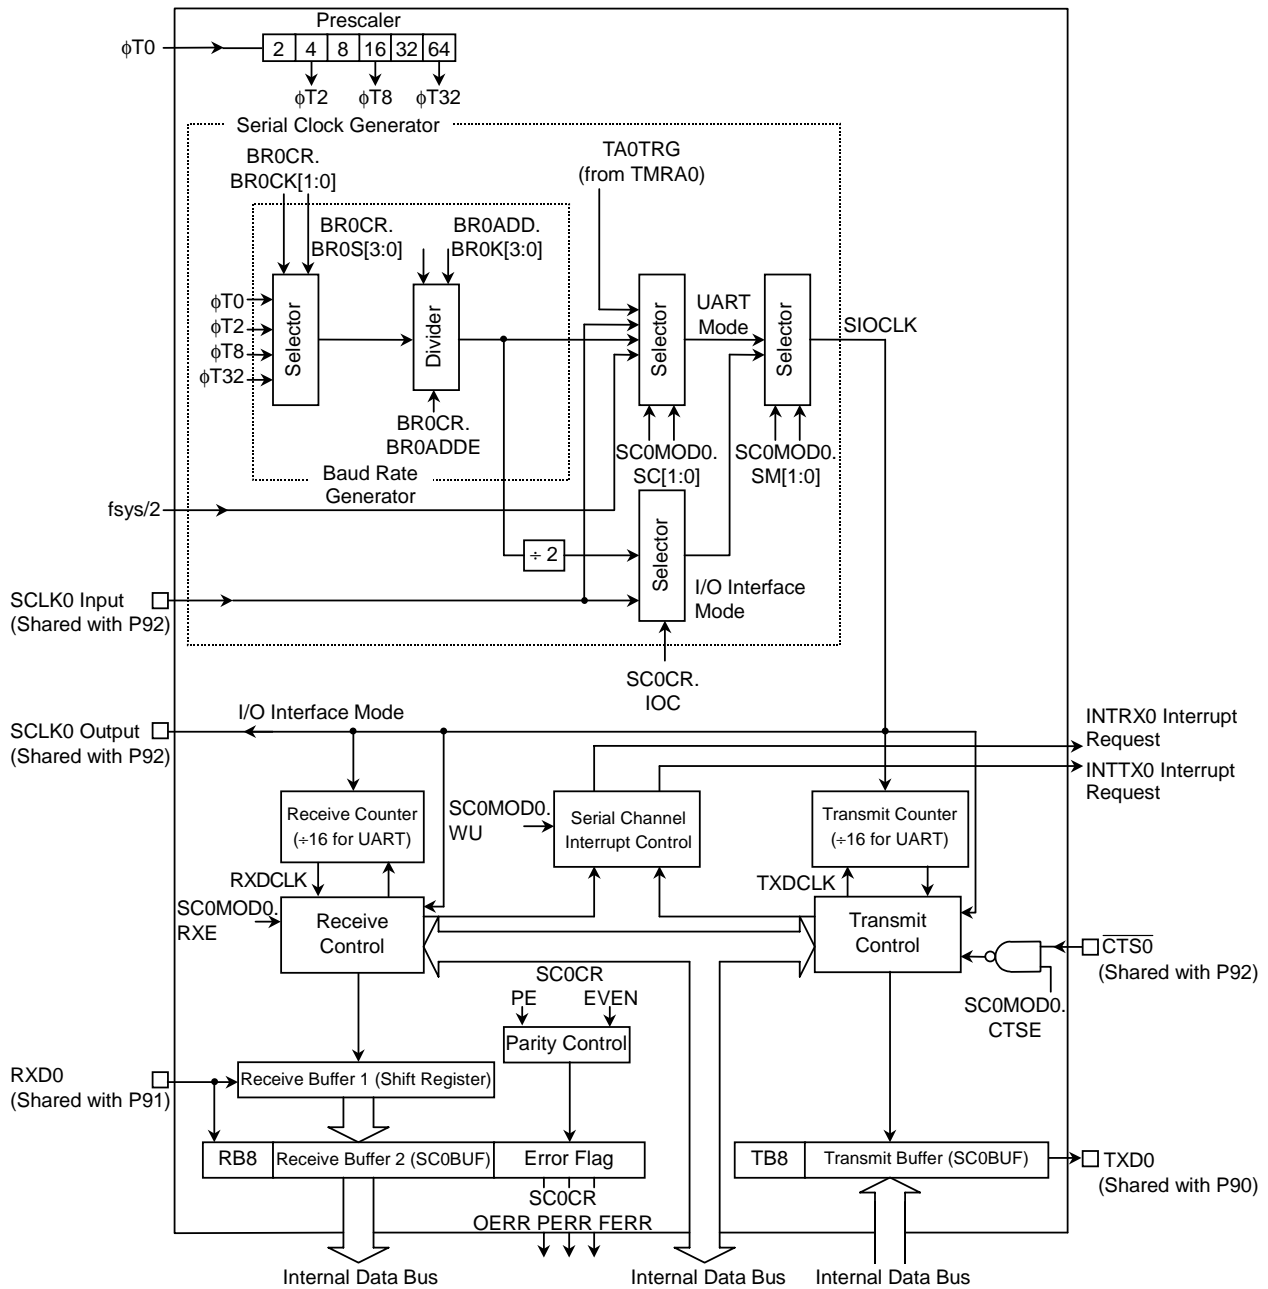 Prescaler
ϕT0
2 4 8 16 32 64
ϕT2 ϕT8 ϕT32
Serial Clock Generator
BR0CR.
BR0CK[1:0]
TA0TRG
(from TMRA0)
BR0CR.
BR0S[3:0]
BR0ADD.
BR0K[3:0]
ϕT0
ϕT2
ϕT8
ϕT32
Selector
Divider
BR0CR.
BR0ADDE
Baud Rate
Generator
Selector
UART
Mode
Selector
SIOCLK
SC0MOD0.
SC[1:0]
SC0MOD0.
SM[1:0]
fsys/2
÷ 2
Selector
I/O Interface
Mode
SCLK0 Input
(Shared with P92)
SC0CR.
IOC
SCLK0 Output
(Shared with P92)
I/O Interface Mode
INTRX0 Interrupt
Request
INTTX0 Interrupt
Request
Receive Counter
(÷16 for UART)
SC0MOD0.
WU
Serial Channel
Interrupt Control
Transmit Counter
(÷16 for UART)
RXDCLK
TXDCLK
SC0MOD0.
RXE
Receive
Control
Transmit
Control
CTS0
(Shared with P92)
SC0MOD0.
CTSE
SC0CR
PE EVEN
Parity Control
RXD0
(Shared with P91)
Receive Buffer 1 (Shift Register)
RB8 Receive Buffer 2 (SC0BUF) Error Flag
TB8 Transmit Buffer (SC0BUF)
TXD0
(Shared with P90)
SC0CR
OERR PERR FERR
Internal Data Bus Internal Data Bus Internal Data Bus